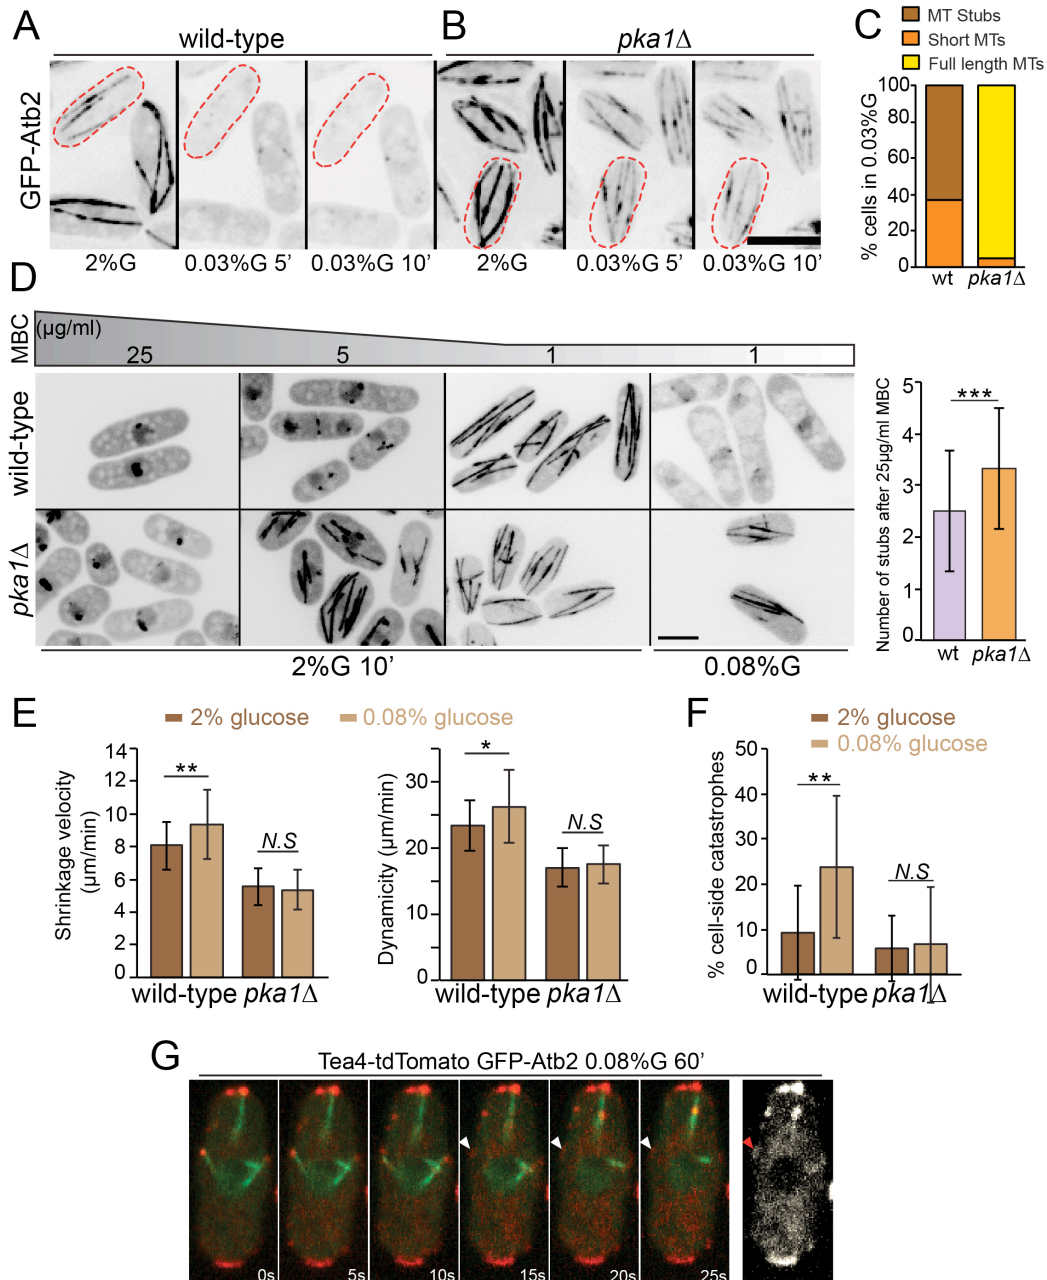 A
wild-type
GFP-Atb2
2%G
0.03%G 5’
0.03%G 10’
B
pka1Δ
2%G
0.03%G 5’
0.03%G 10’
C
MT Stubs
Short MTs
Full length MTs
% cells in 0.03%G
100
80
60
40
20
0
wt
pka1Δ
D
MBC
(µg/ml)
25
5
1
1
wild-type
pka1Δ
2%G 10’
0.08%G
Number of stubs after 25µg/ml MBC
5
4
3
2
1
0
***
wt
pka1Δ
E
2% glucose
0.08% glucose
Shrinkage velocity
(µm/min)
14
12
10
8
6
4
2
0
**
N.S
wild-type
pka1Δ
Dynamicity (µm/min)
30
20
10
0
*
N.S
wild-type
pka1Δ
F
2% glucose
0.08% glucose
% cell-side catastrophes
50
40
30
20
10
0
**
N.S
wild-type
pka1Δ
G
Tea4-tdTomato GFP-Atb2 0.08%G 60’
0s
5s
10s
15s
20s
25s